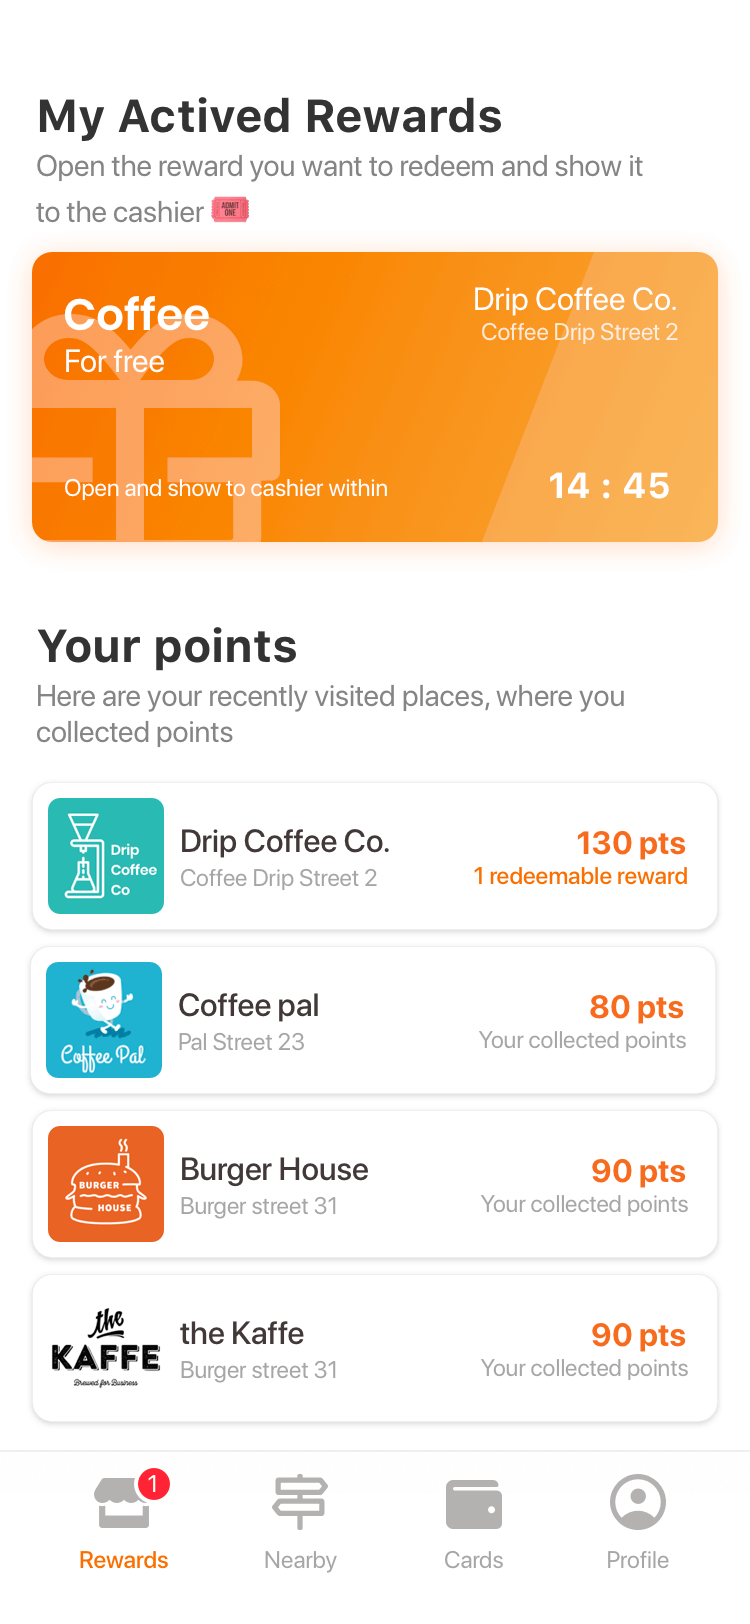 My Actived Rewards
Open the reward you want to redeem and show it
to the cashier
ADMIT
ONE
Coffee
For free
Drip Coffee Co.
Coffee Drip Street 2
Open and show to cashier within
14 : 45
Your points
Here are your recently visited places, where you
collected points
Drip
Coffee
Co
Drip Coffee Co.
Coffee Drip Street 2
130 pts
1 redeemable reward
Coffee Pal
Coffee pal
Pal Street 23
80 pts
Your collected points
BURGER
HOUSE
Burger House
Burger street 31
90 pts
Your collected points
the
KAFFE
Brewed for Business
the Kaffe
Burger street 31
90 pts
Your collected points
1
Rewards
Nearby
Cards
Profile